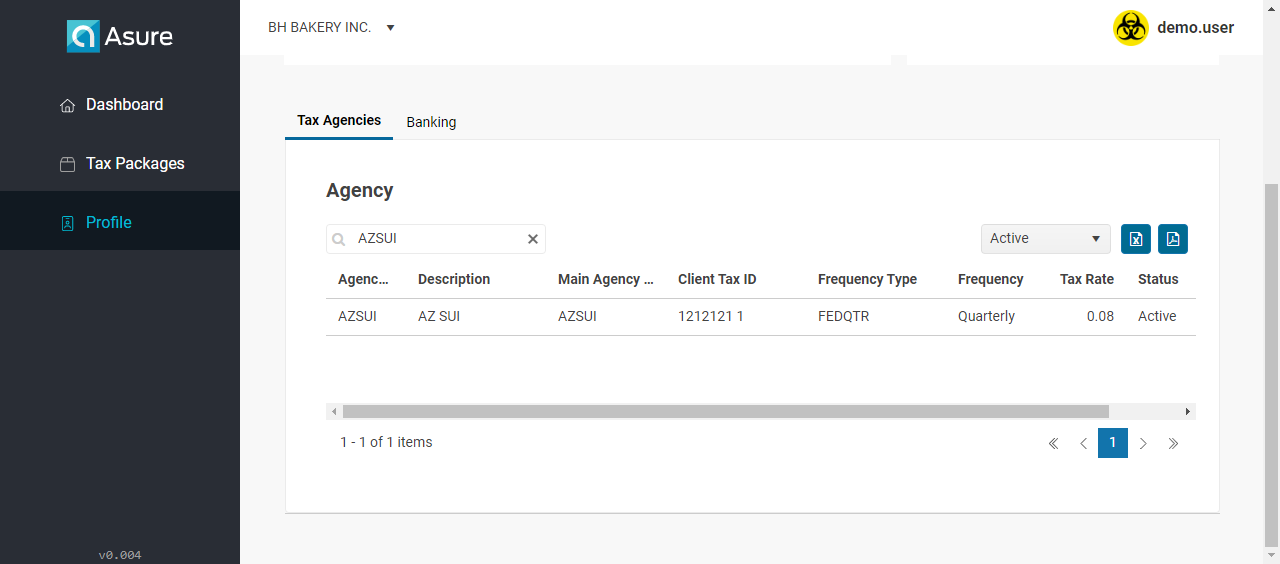 Asure
BH BAKERY INC.
demo.user
Dashboard
Tax Packages
Profile
Tax Agencies
Banking
Agency
AZSUI
Active
Agenc... Description Main Agency ... Client Tax ID Frequency Type Frequency Tax Rate Status
AZSUI AZ SUI AZSUI 1212121 1 FEDQTR Quarterly 0.08 Active
1 - 1 of 1 items
1
v0.004